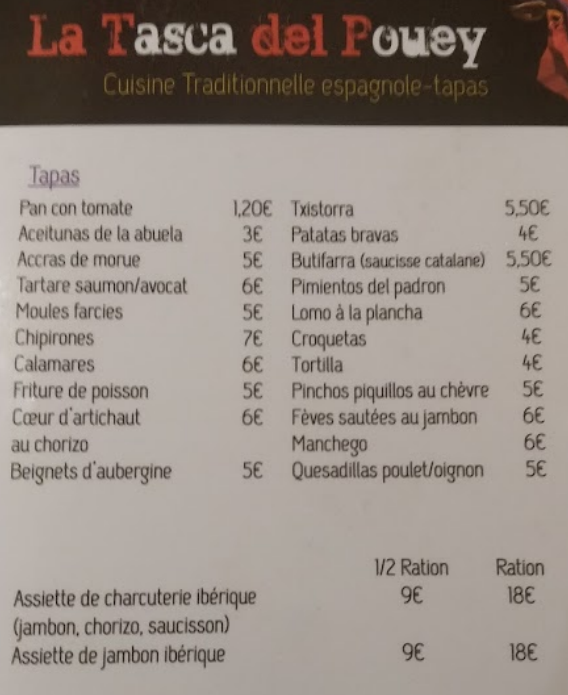 La Tasca del Pouey
Cuisine Traditionnelle espagnole-tapas
Tapas
Pan con tomate 1,20€
Aceitunas de la abuela 3€
Accras de morue 5€
Tartare saumon/avocat 6€
Moules farcies 5€
Chipirones 7€
Calamares 6€
Friture de poisson 5€
Cœur d'artichaut 6€
au chorizo
Beignets d'aubergine 5€
Txistorra 5,50€
Patatas bravas 4€
Butifarra (saucisse catalane) 5,50€
Pimientos del padron 5€
Lomo à la plancha 6€
Croquetas 4€
Tortilla 4€
Pinchos piquillos au chèvre 5€
Fèves sautées au jambon 6€
Manchego 6€
Quesadillas poulet/oignon 5€
1/2 Ration Ration
Assiette de charcuterie ibérique 9€ 18€
(jambon, chorizo, saucisson)
Assiette de jambon ibérique 9€ 18€